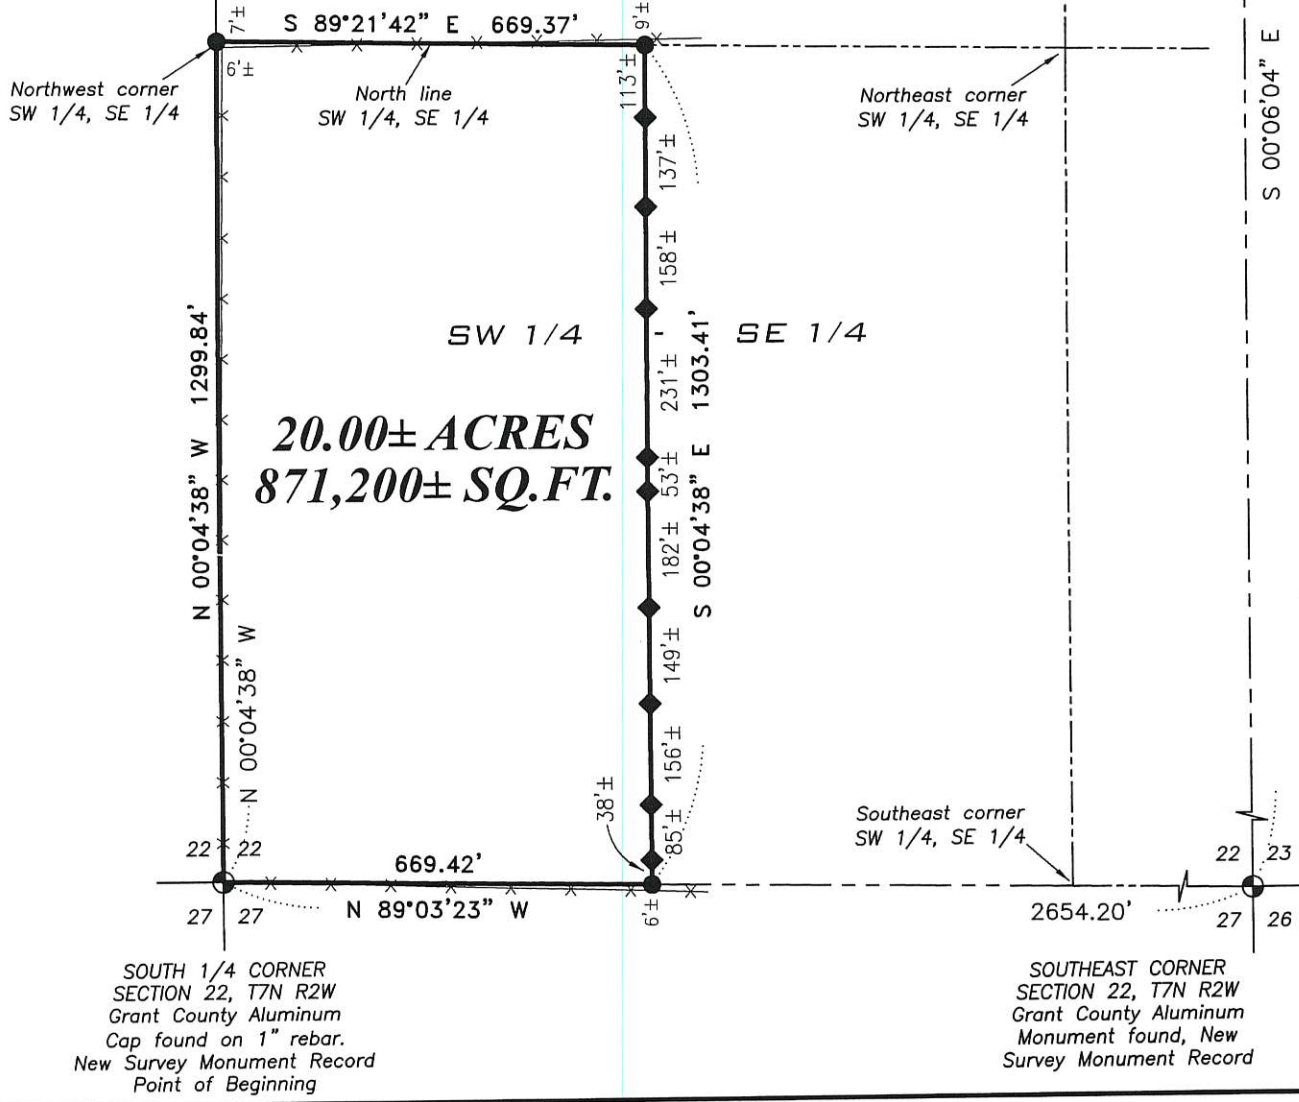 7'±
S 89°21'42" E 669.37'
9'±
S 00°06'04" E
6'±
Northwest corner
SW 1/4, SE 1/4
North line
SW 1/4, SE 1/4
113'±
Northeast corner
SW 1/4, SE 1/4
137'±
158'±
N 00°04'38" W 1299.84'
SW 1/4 - SE 1/4
231'±
S 00°04'38" E 1303.41'
20.00± ACRES
871,200± SQ.FT.
53'±
182'±
149'±
N 00°04'38" W
156'±
38'±
85'±
Southeast corner
SW 1/4, SE 1/4
22 22
22 23
669.42'
N 89°03'23" W
6'±
2654.20'
27 27
27 26
SOUTH 1/4 CORNER
SECTION 22, T7N R2W
Grant County Aluminum
Cap found on 1" rebar.
New Survey Monument Record
Point of Beginning
SOUTHEAST CORNER
SECTION 22, T7N R2W
Grant County Aluminum
Monument found, New
Survey Monument Record